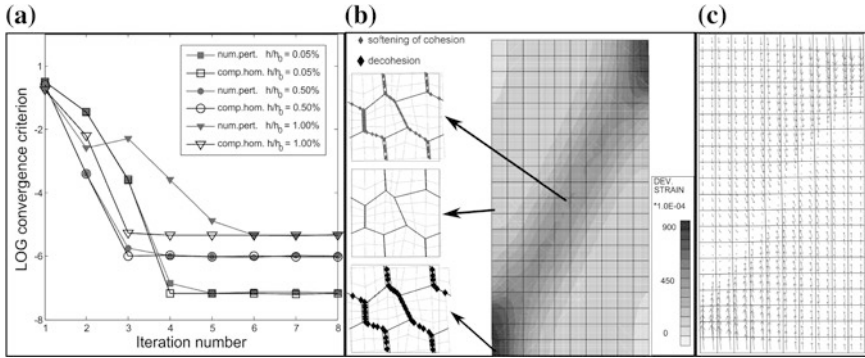 (a)
(b)
(c)
LOG convergence criterion
1
-2
-4
-6
-8
num.pert. h/h0 = 0.05%
comp.hom. h/h0 = 0.05%
num.pert. h/h0 = 0.50%
comp.hom. h/h0 = 0.50%
num.pert. h/h0 = 1.00%
comp.hom. h/h0 = 1.00%
1 2 3 4 5 6 7 8
Iteration number
softening of cohesion
decohesion
DEV.
STRAIN
*1.0E-04
900
450
0